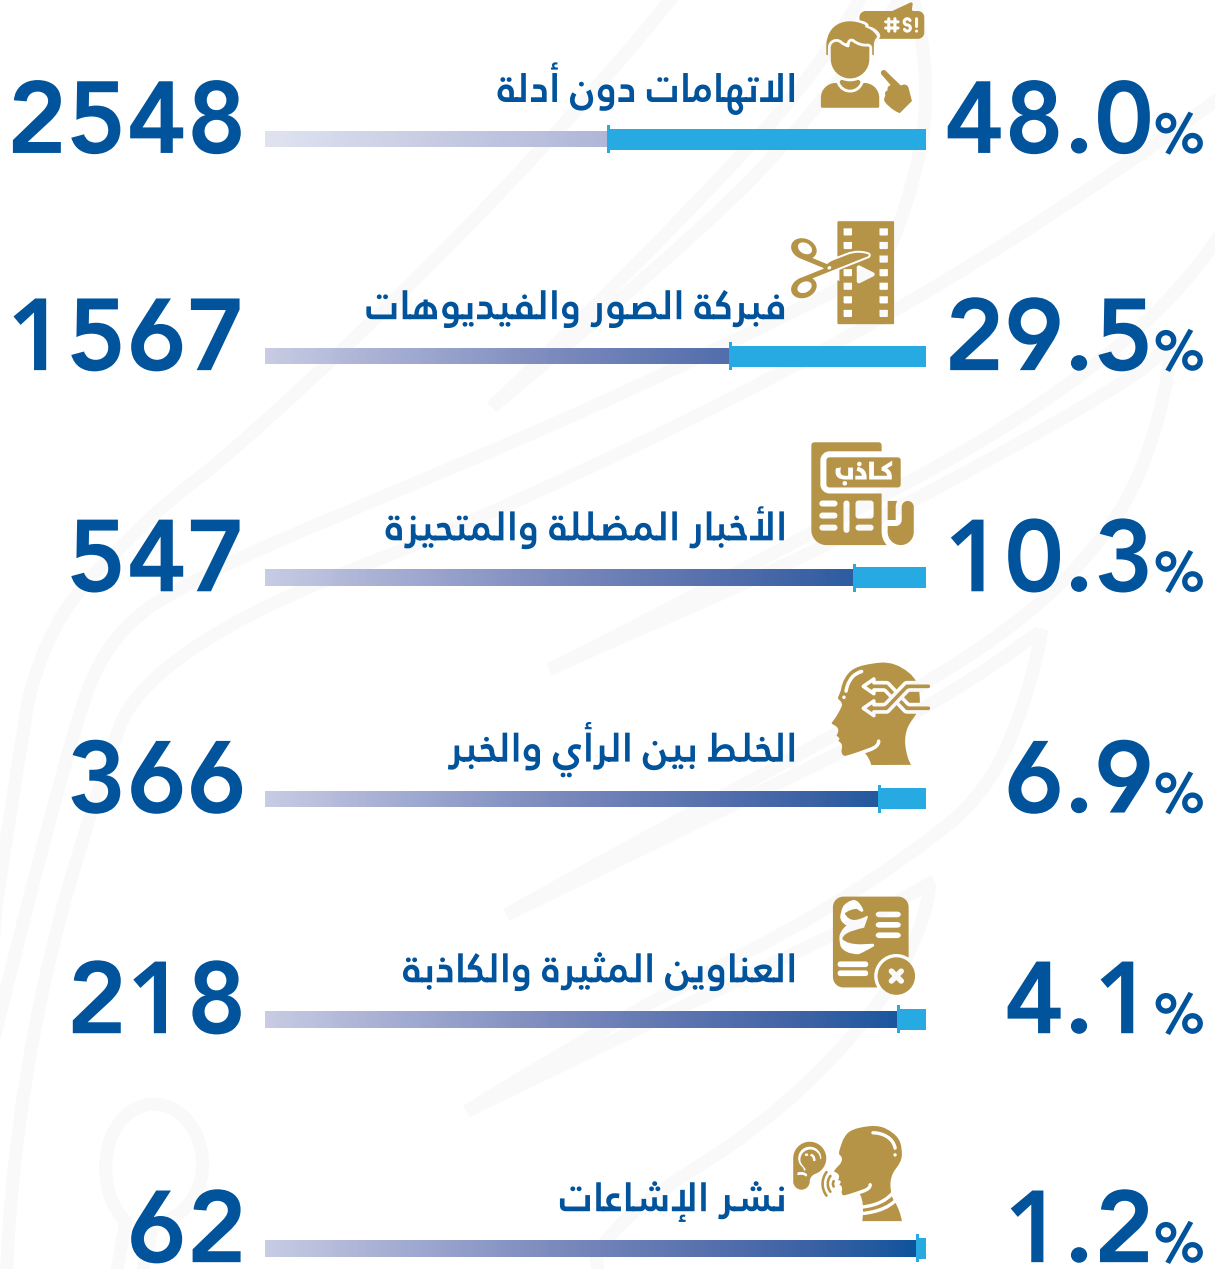 #$!
الاتهامات دون أدلة
48.0%
2548
فبركة الصور والفيديوهات
29.5%
1567
كاذب
الأخبار المضللة والمتحيزة
10.3%
547
الخلط بين الرأي والخبر
6.9%
366
ع
العناوين المثيرة والكاذبة
4.1%
218
نشر الإشاعات
1.2%
62